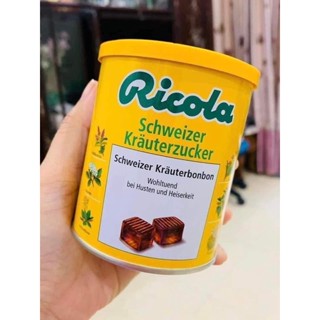 Ricola
Schweizer
Kräuterzucker
Schweizer Kräuterbonbon
Wohltuend
bei Husten und Heiserkeit